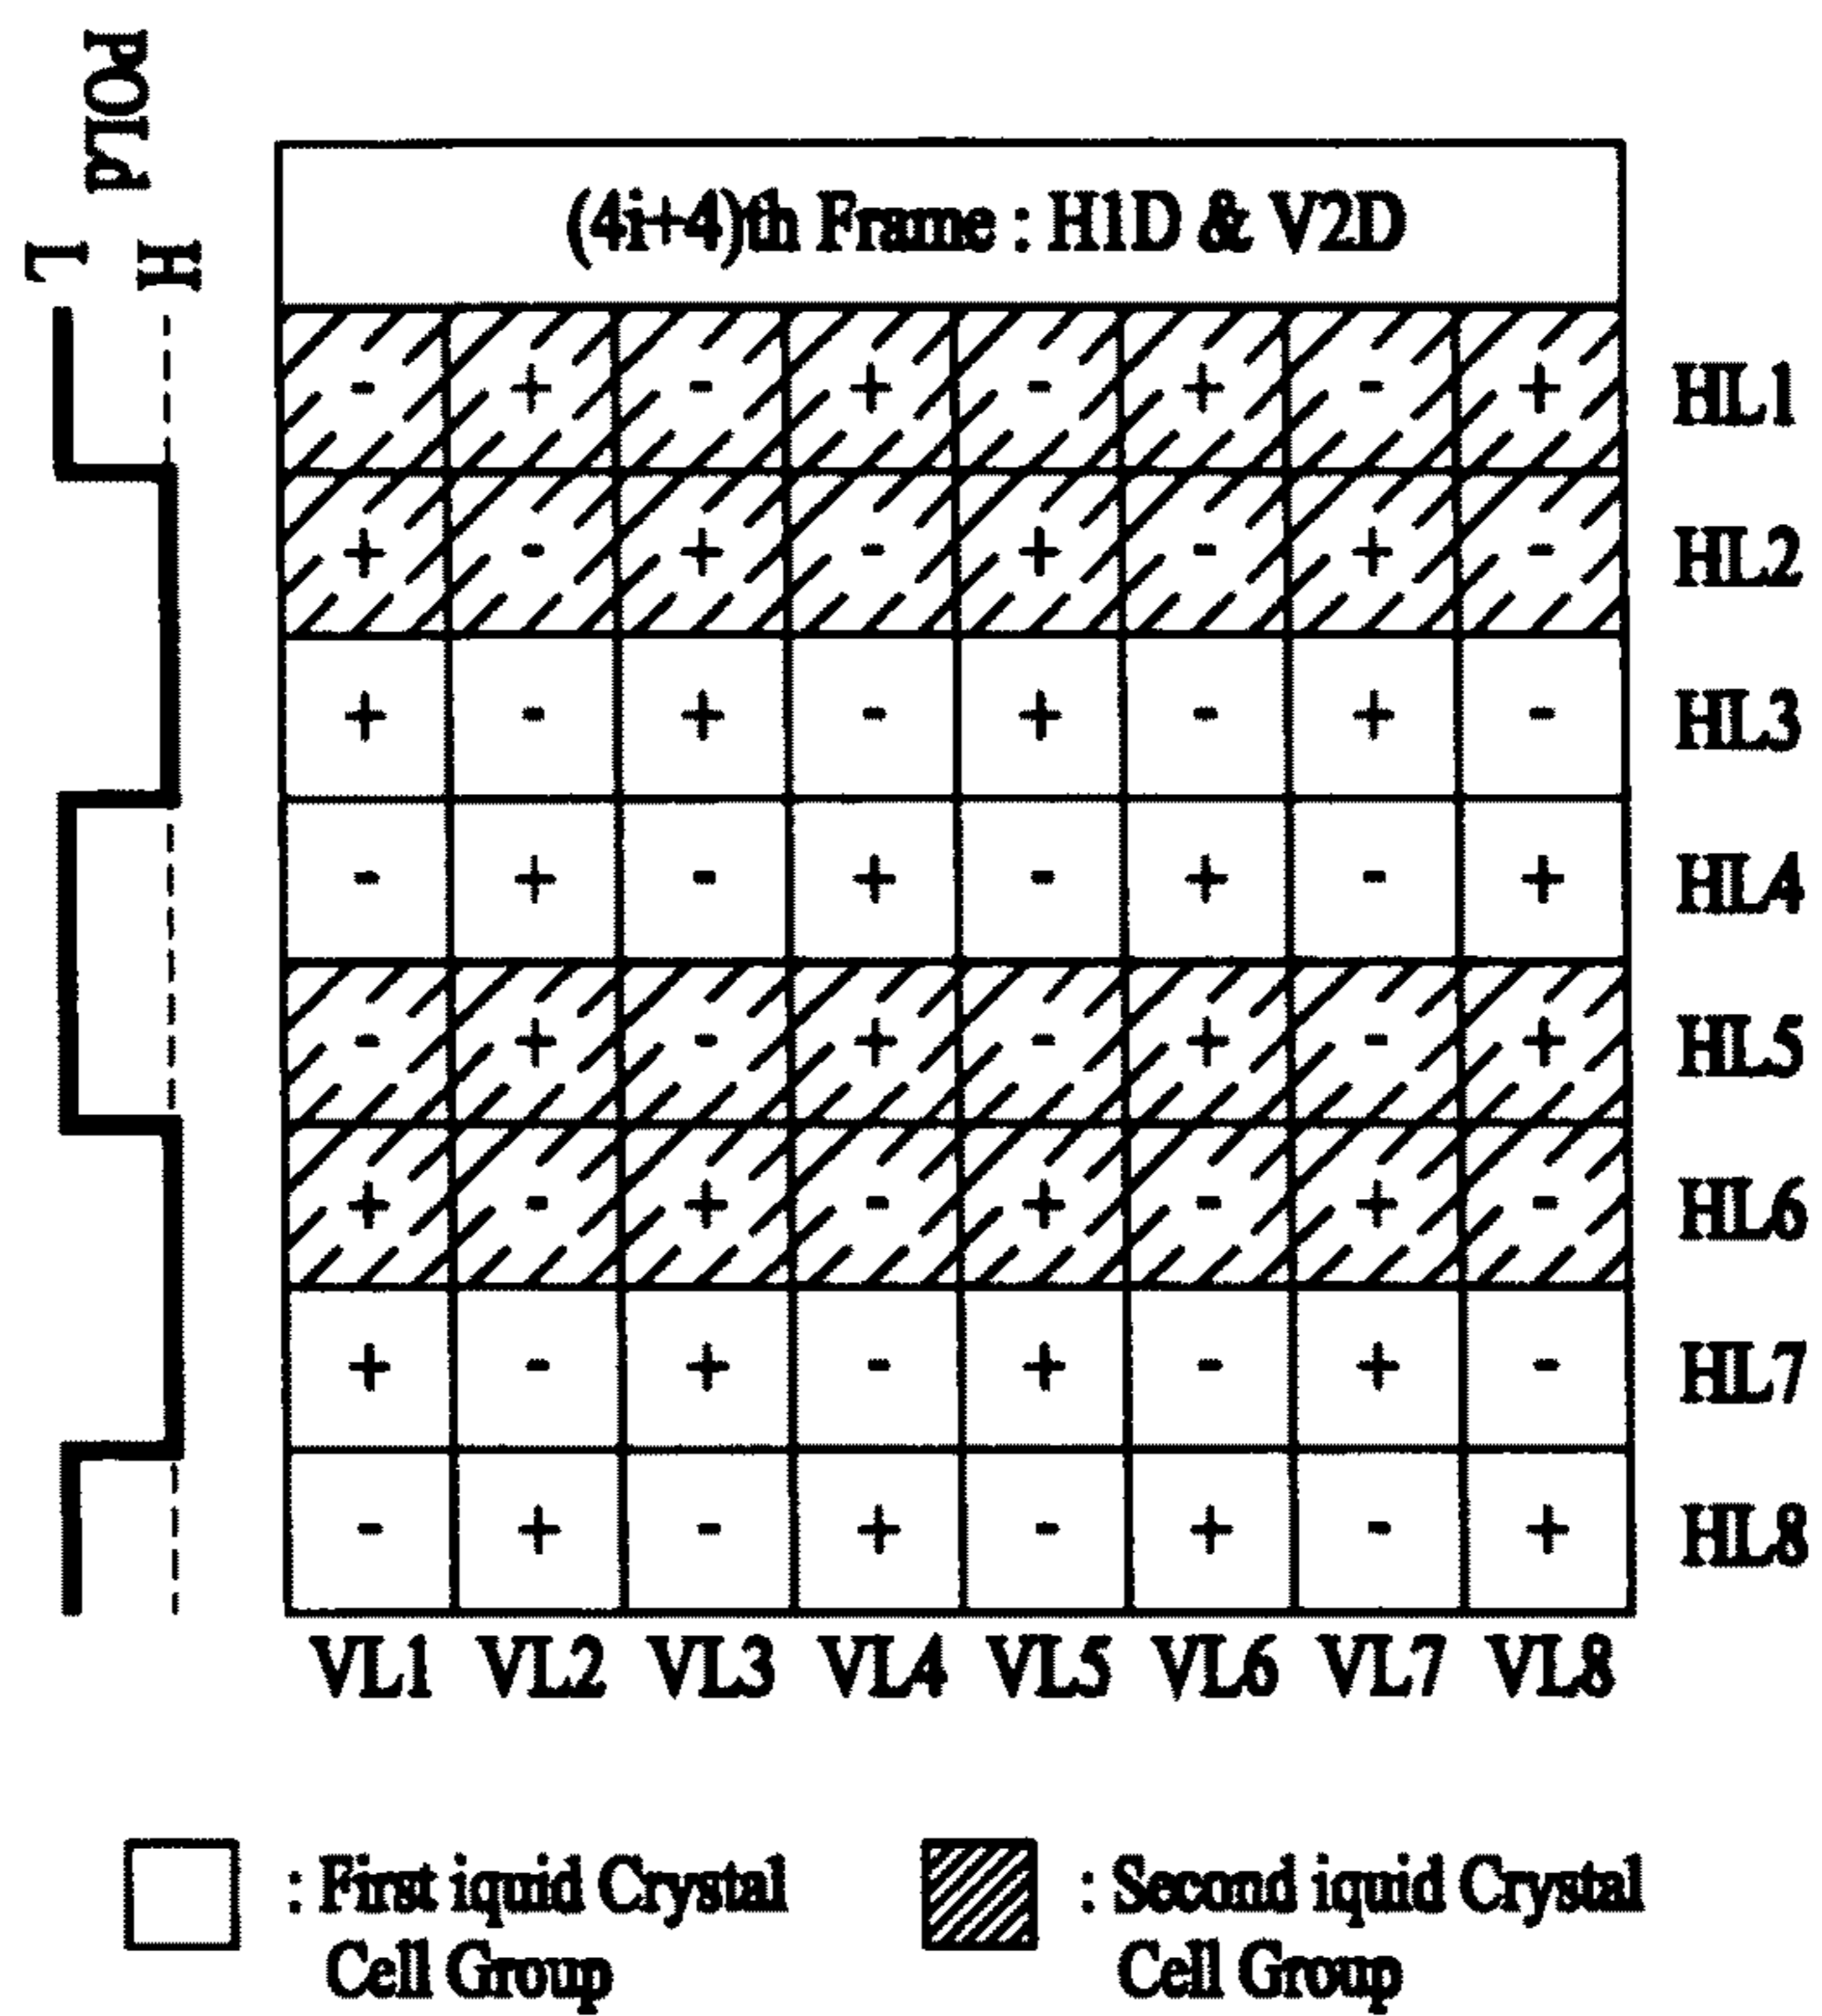 POLd
L H
(4i+4)th Frame : H1D & V2D
- + - + - + - + HL1
+ - + - + - + - HL2
+ - + - + - + - HL3
- + - + - + - + HL4
- + - + - + - + HL5
+ - + - + - + - HL6
+ - + - + - + - HL7
- + - + - + - + HL8
VL1 VL2 VL3 VL4 VL5 VL6 VL7 VL8
: First iquid Crystal
Cell Group
: Second iquid Crystal
Cell Group